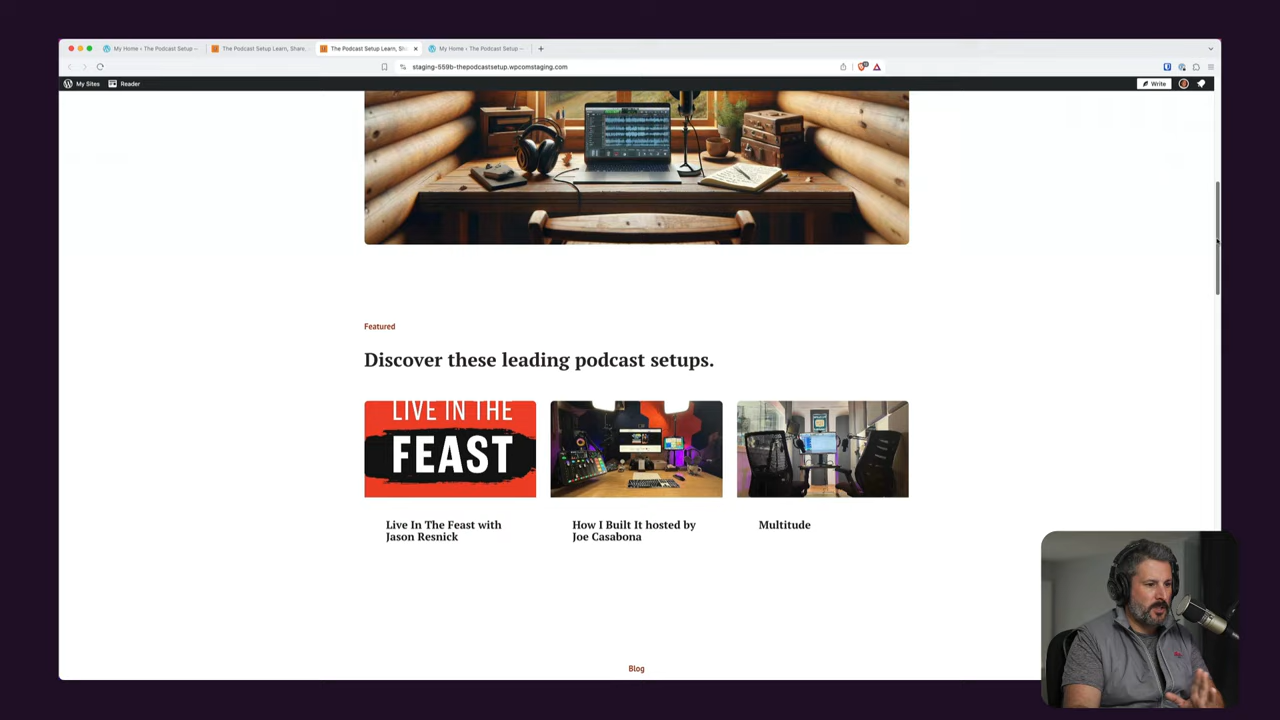 My Home ‹ The Podcast Setup —
The Podcast Setup Learn, Share
The Podcast Setup Learn, Sh
My Home ‹ The Podcast Setup —
staging-559b-thepodcastsetup.wpcomstaging.com
My Sites
Reader
Write
Featured
Discover these leading podcast setups.
LIVE IN THE
FEAST
Live In The Feast with
Jason Resnick
How I Built It hosted by
Joe Casabona
Multitude
Blog